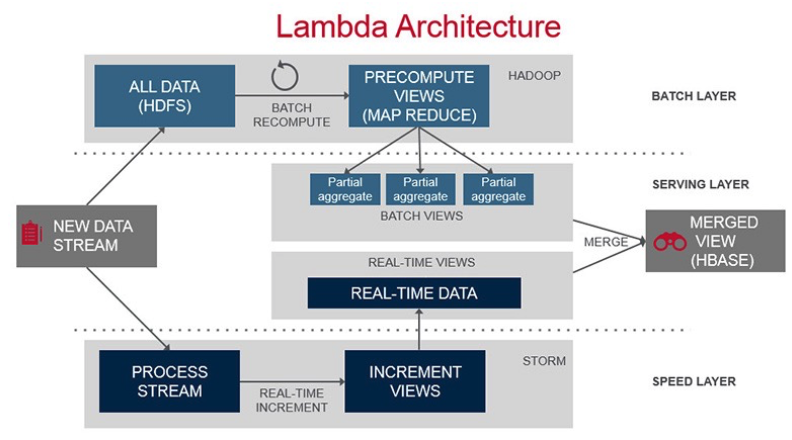 Lambda Architecture
ALL DATA
(HDFS)
BATCH
RECOMPUTE
PRECOMPUTE
VIEWS
(MAP REDUCE)
HADOOP
BATCH LAYER
Partial
aggregate
Partial
aggregate
Partial
aggregate
BATCH VIEWS
SERVING LAYER
NEW DATA
STREAM
MERGE
MERGED
VIEW
(HBASE)
REAL-TIME VIEWS
REAL-TIME DATA
PROCESS
STREAM
REAL-TIME
INCREMENT
INCREMENT
VIEWS
STORM
SPEED LAYER